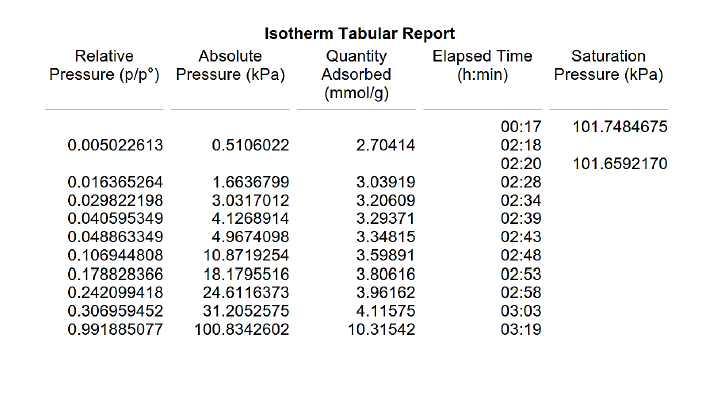 Isotherm Tabular Report
Relative Pressure (p/p°) Absolute Pressure (kPa) Quantity Adsorbed (mmol/g) Elapsed Time (h:min) Saturation Pressure (kPa)
00:17 101.7484675
0.005022613 0.5106022 2.70414 02:18
02:20 101.6592170
0.016365264 1.6636799 3.03919 02:28
0.029822198 3.0317012 3.20609 02:34
0.040595349 4.1268914 3.29371 02:39
0.048863349 4.9674098 3.34815 02:43
0.106944808 10.8719254 3.59891 02:48
0.178828366 18.1795516 3.80616 02:53
0.242099418 24.6116373 3.96162 02:58
0.306959452 31.2052575 4.11575 03:03
0.991885077 100.8342602 10.31542 03:19